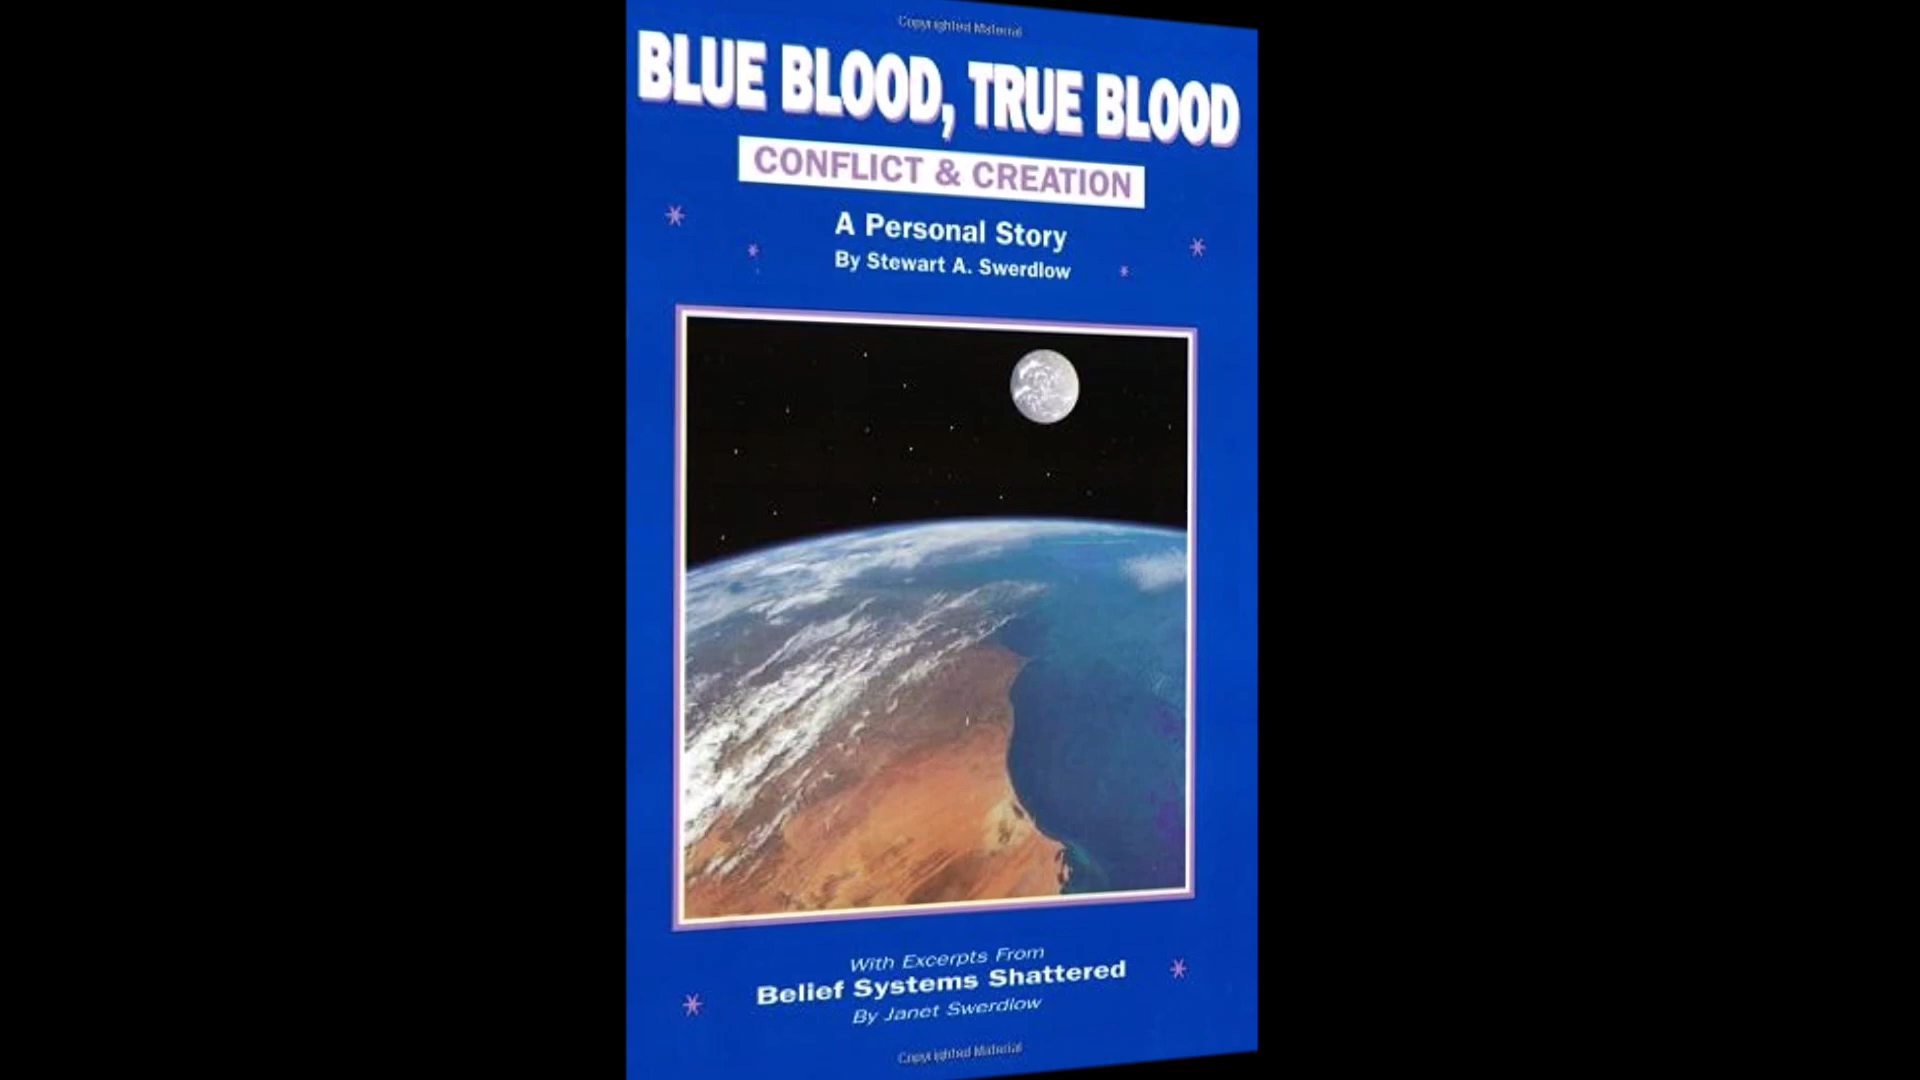 Copyrighted Material
BLUE BLOOD, TRUE BLOOD
CONFLICT & CREATION
A Personal Story
By Stewart A. Swerdlow
With Excerpts From
Belief Systems Shattered
By Janet Swerdlow
Copyrighted Material